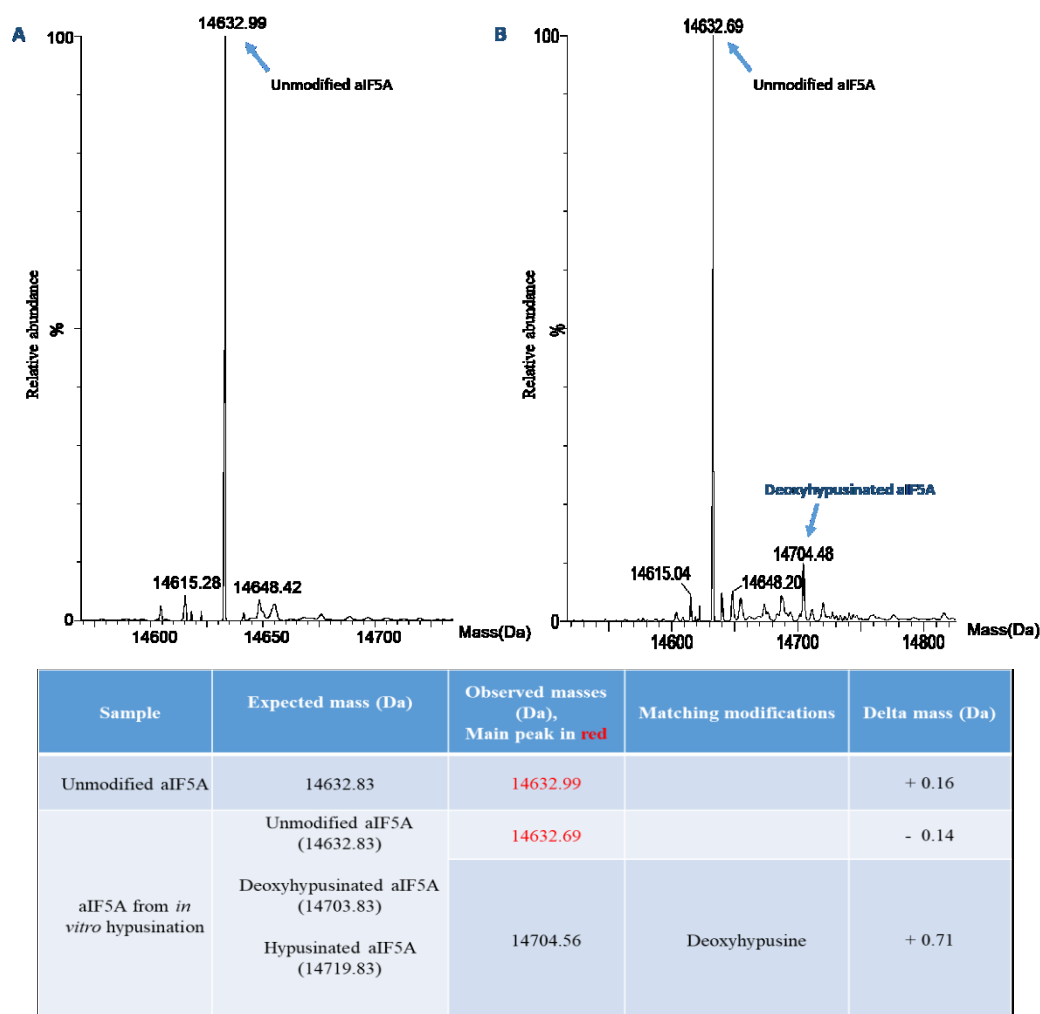 A
14632.99
100
Unmodified aIF5A
Relative abundance
%
14615.28
14648.42
0
14600
14650
14700
Mass(Da)
B
14632.69
100
Unmodified aIF5A
Relative abundance
%
Deoxyhypusinated aIF5A
14704.48
14615.04
14648.20
0
14600
14700
14800
Mass(Da)
Sample
Expected mass (Da)
Observed masses
(Da),
Main peak in red
Matching modifications
Delta mass (Da)
Unmodified aIF5A
14632.83
14632.99
+ 0.16
aIF5A from in
vitro hypusination
Unmodified aIF5A
(14632.83)
14632.69
- 0.14
Deoxyhypusinated aIF5A
(14703.83)
Hypusinated aIF5A
(14719.83)
14704.56
Deoxyhypusine
+ 0.71